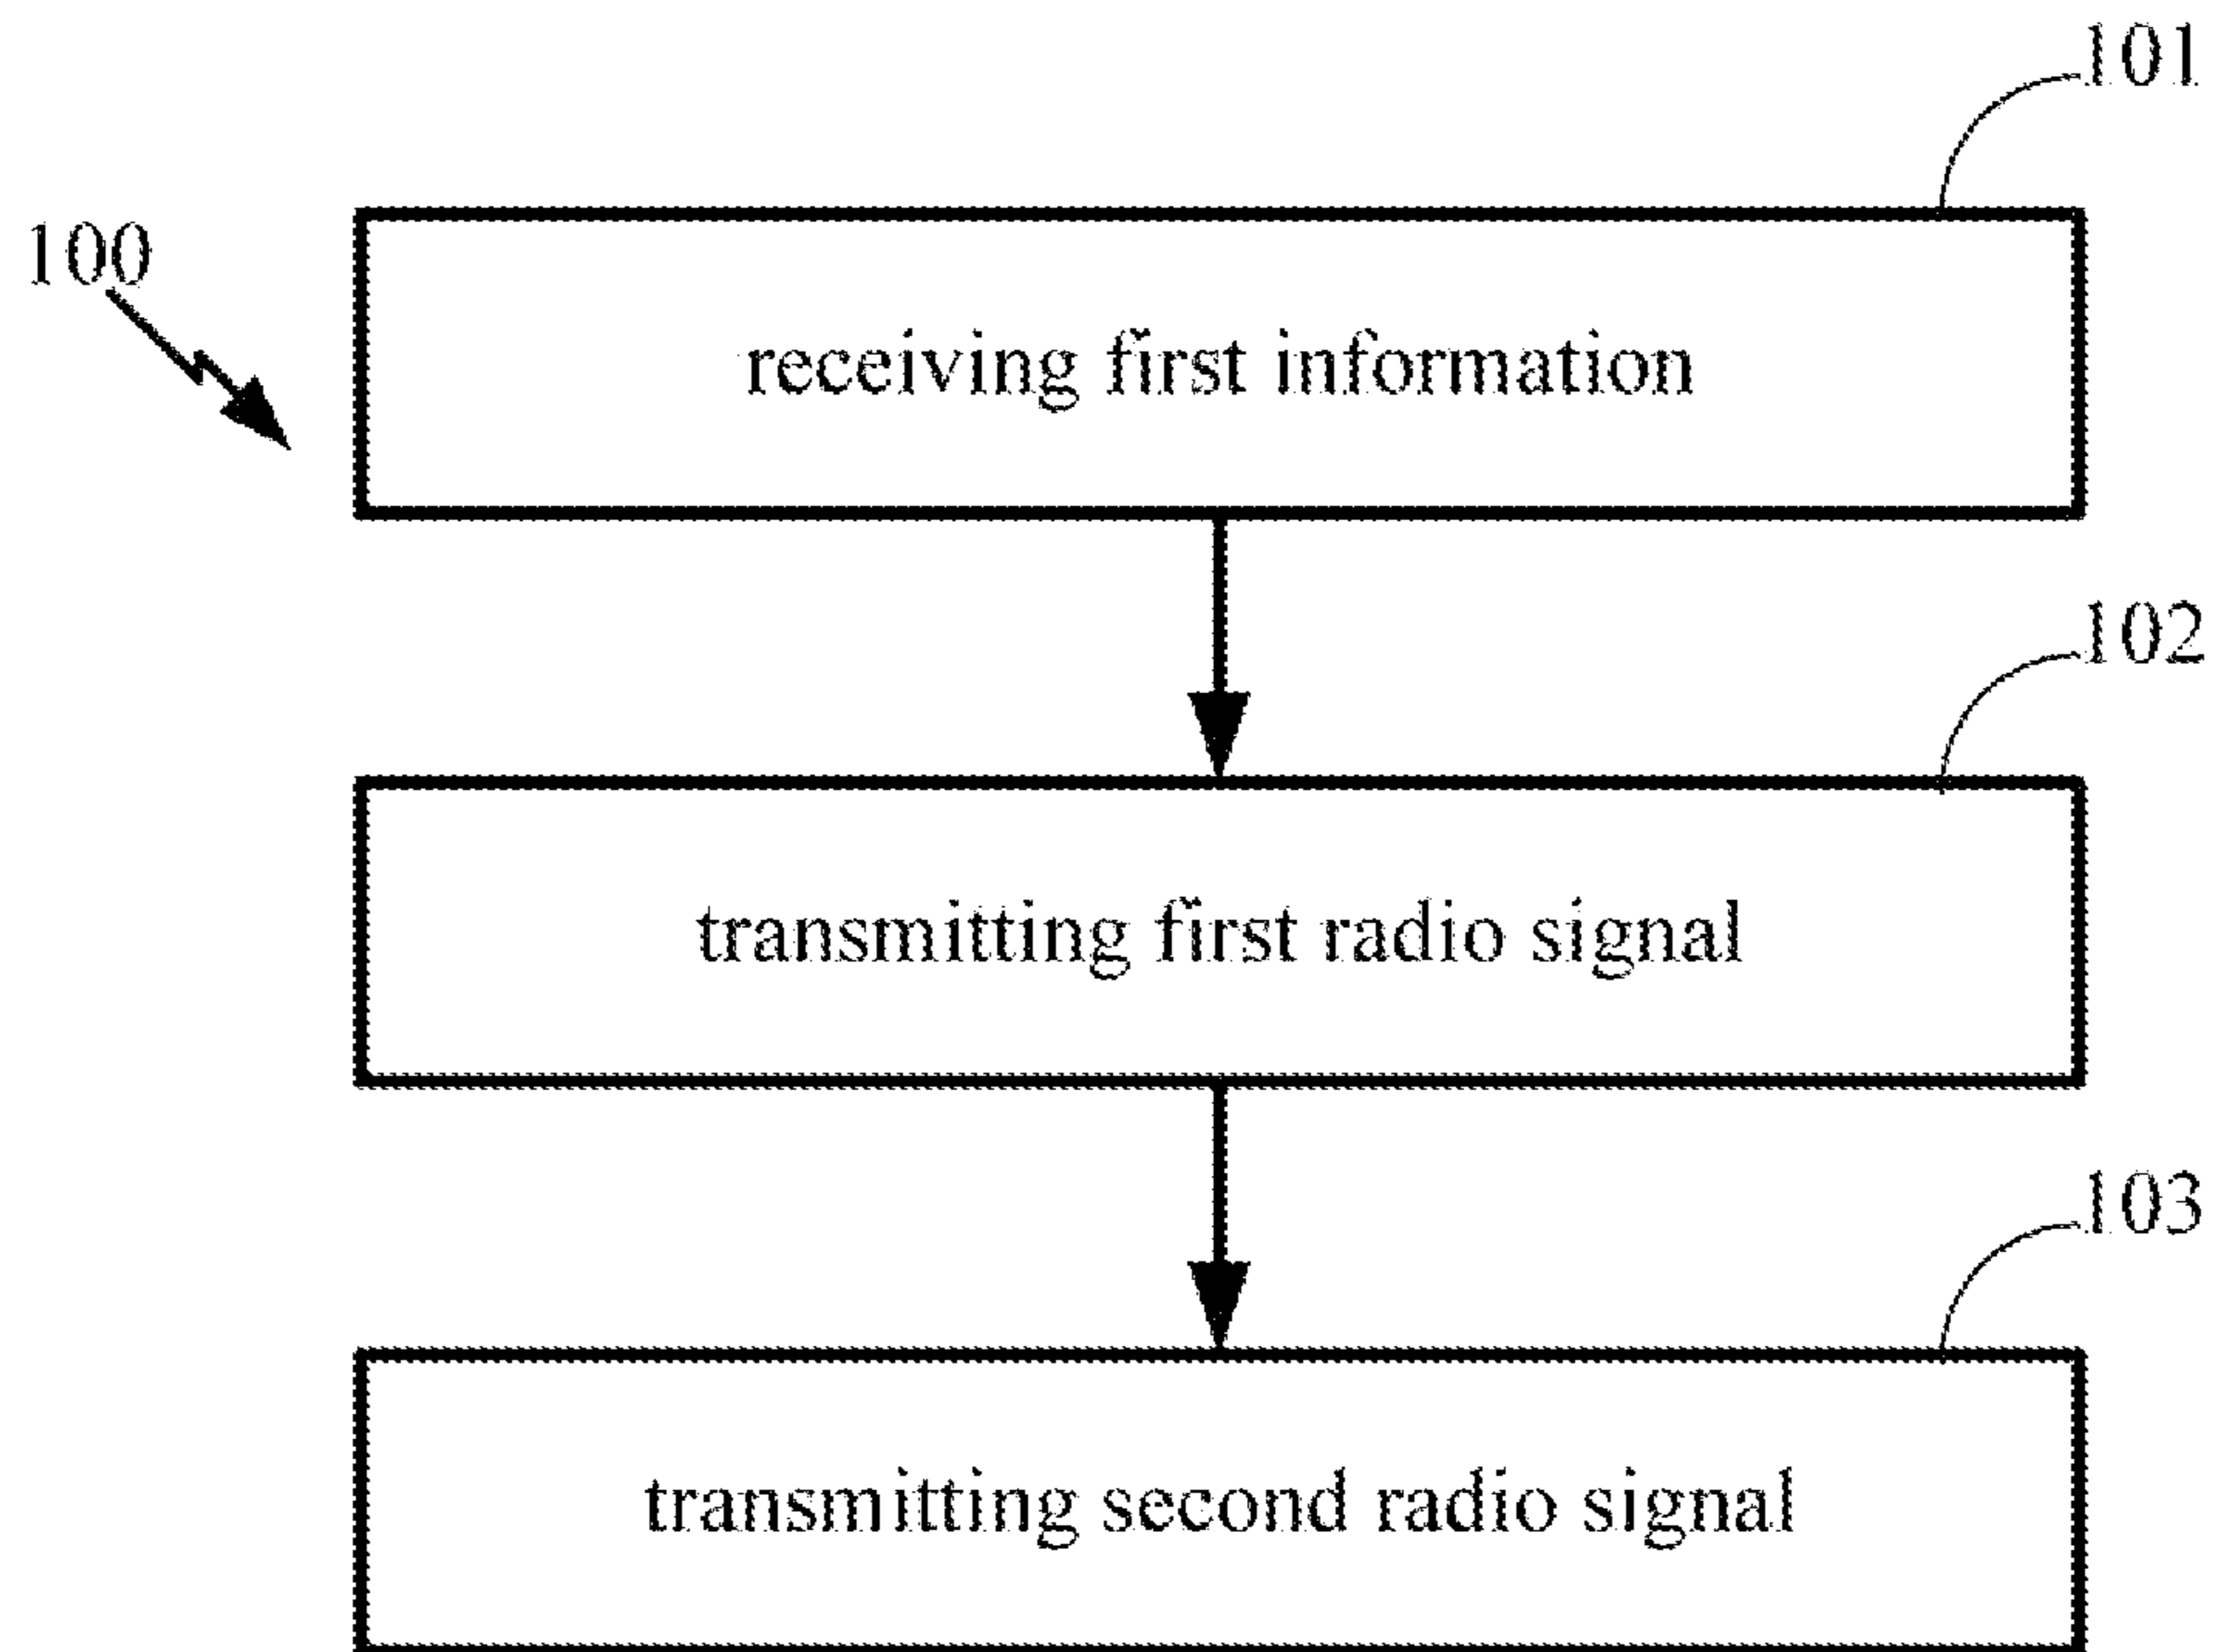 101
100
receiving first information
102
transmitting first radio signal
103
transmitting second radio signal